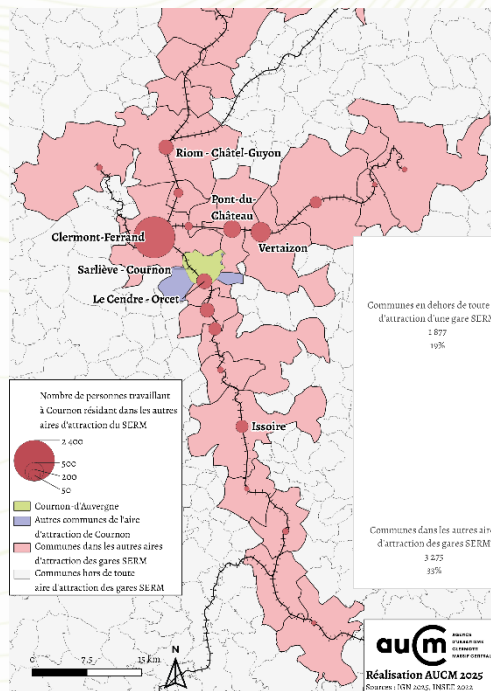 Riom - Châtel-Guyon
Pont-du-
Château
Clermont-Ferrand
Vertaizon
Sarliève - Cournon
Le Cendre - Orcet
Issoire
Communes en dehors de toute
d'attraction d'une gare SERM
1 877
19%
Communes dans les autres aire
d'attraction des gares SERM
3 275
33%
Nombre de personnes travaillant
à Cournon résidant dans les autres
aires d'attraction du SERM
2 400
500
200
50
Cournon-d'Auvergne
Autres communes de l'aire
d'attraction de Cournon
Communes dans les autres aires
d'attraction des gares SERM
Communes hors de toute
aire d'attraction des gares SERM
0 7,5 15 km
N
aucm
AGENCE
D'URBANISME
CLERMONT
MASSIF CENTRAL
Réalisation AUCM 2025
Sources : IGN 2025, INSEE 2022